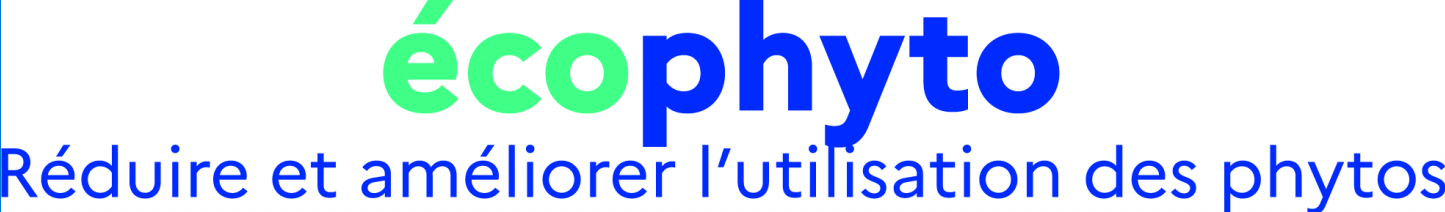 écophyto
Réduire et améliorer l’utilisation des phytos